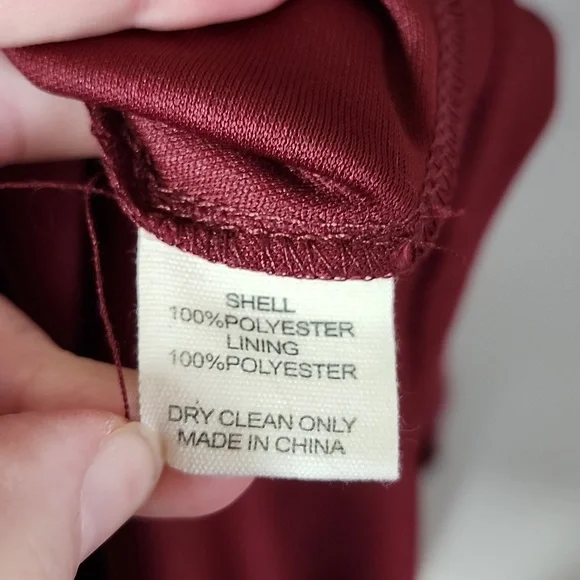 SHELL
100%POLYESTER
LINING
100%POLYESTER
DRY CLEAN ONLY
MADE IN CHINA